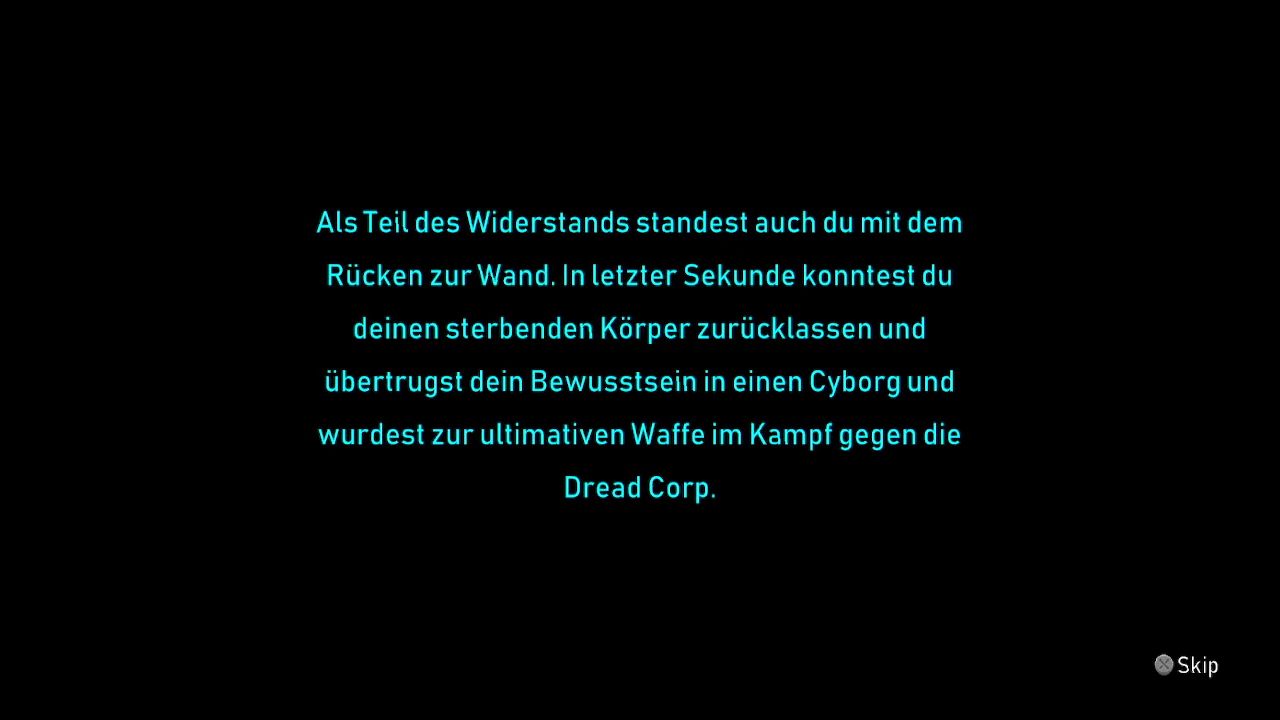 Als Teil des Widerstands standest auch du mit dem
Rücken zur Wand. In letzter Sekunde konntest du
deinen sterbenden Körper zurücklassen und
übertrugst dein Bewusstsein in einen Cyborg und
wurdest zur ultimativen Waffe im Kampf gegen die
Dread Corp.
Skip